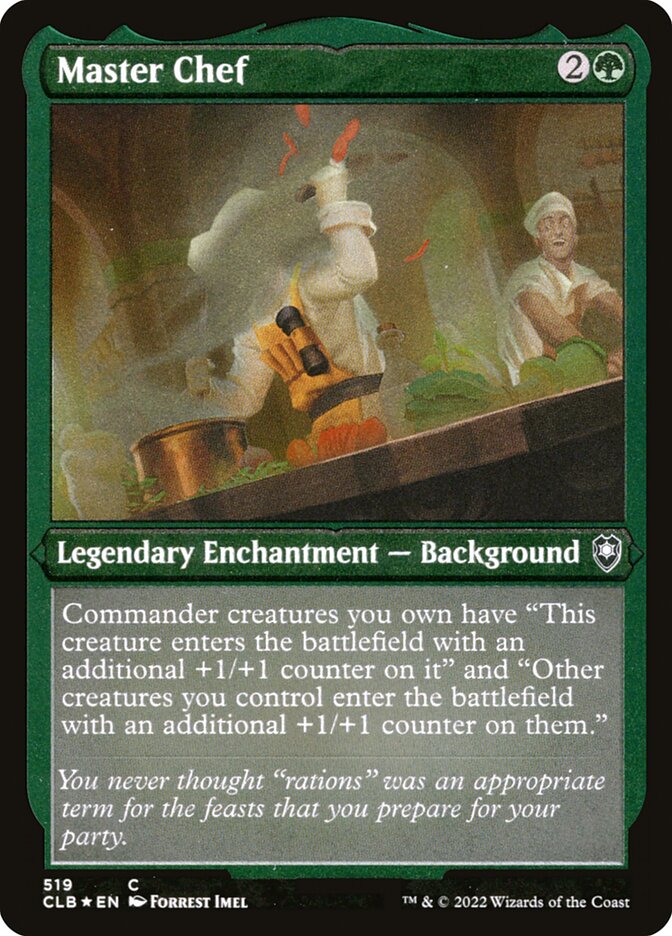 Master Chef 2
Legendary Enchantment — Background
Commander creatures you own have “This
creature enters the battlefield with an
additional +1/+1 counter on it” and “Other
creatures you control enter the battlefield
with an additional +1/+1 counter on them.”
You never thought “rations” was an appropriate
term for the feasts that you prepare for your
party.
519 C
CLB ★ EN Forrest Imel ™ & © 2022 Wizards of the Coast